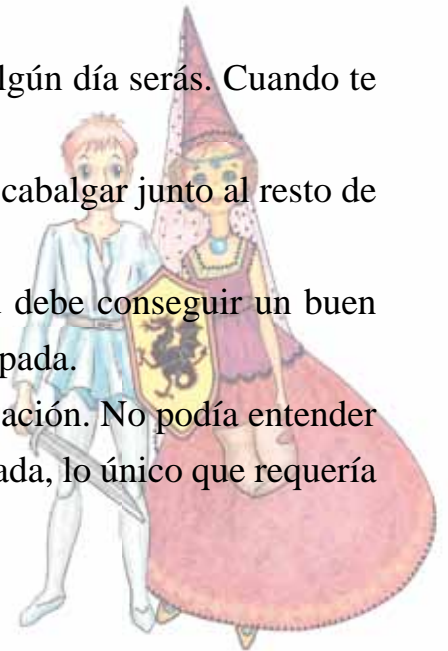 lgún día serás. Cuando te
cabalgar junto al resto de
debe conseguir un buen
pada.
ación. No podía entender
ada, lo único que requería